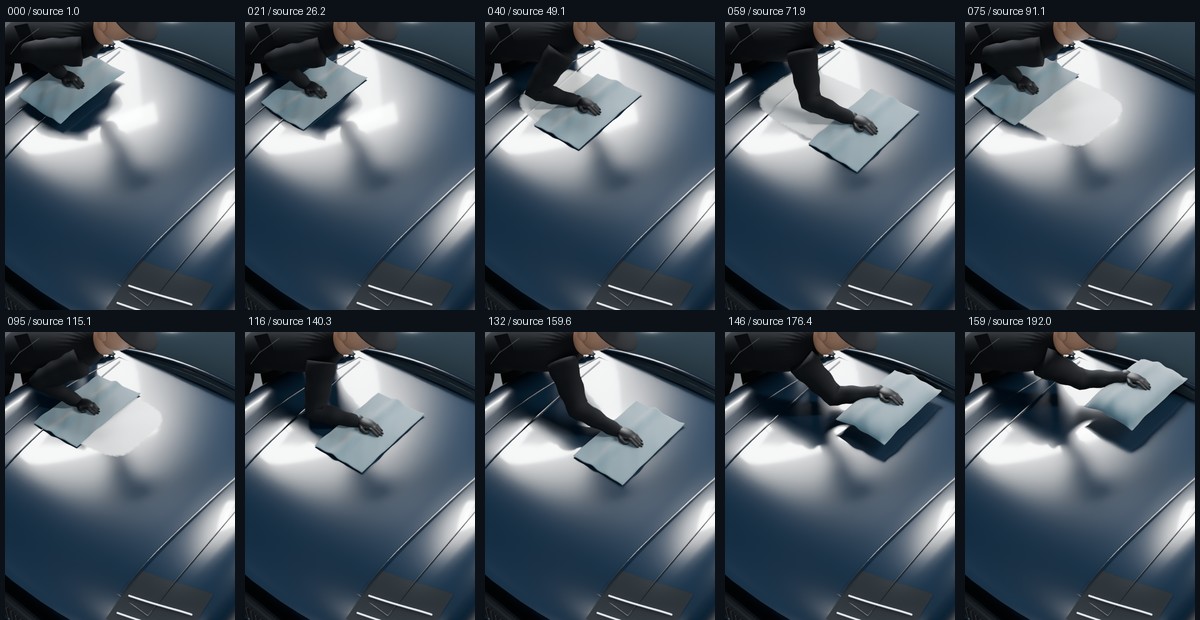 000 / source 1.0
021 / source 26.2
040 / source 49.1
059 / source 71.9
075 / source 91.1
095 / source 115.1
116 / source 140.3
132 / source 159.6
146 / source 176.4
159 / source 192.0